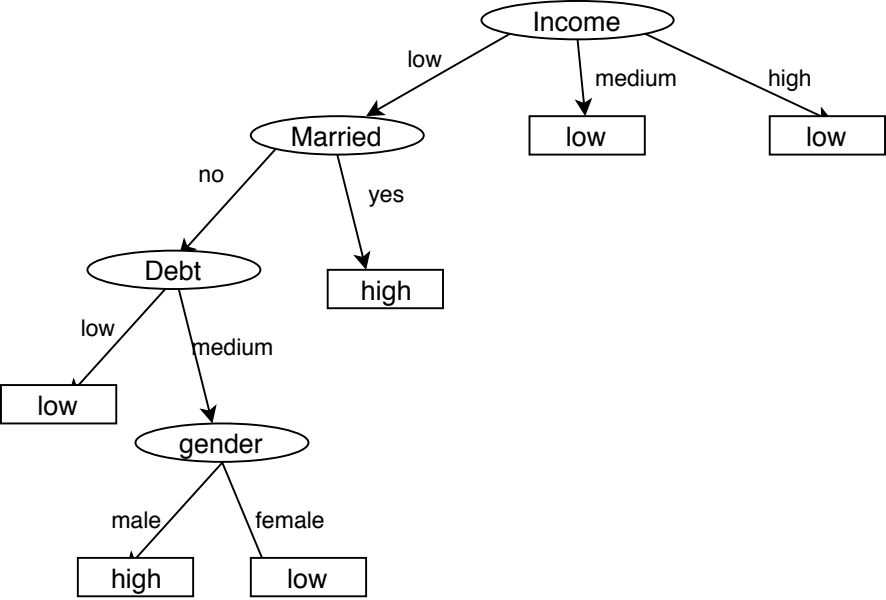 Income
low
medium
high
Married
low
low
no
yes
Debt
high
low
medium
low
gender
male
female
high
low